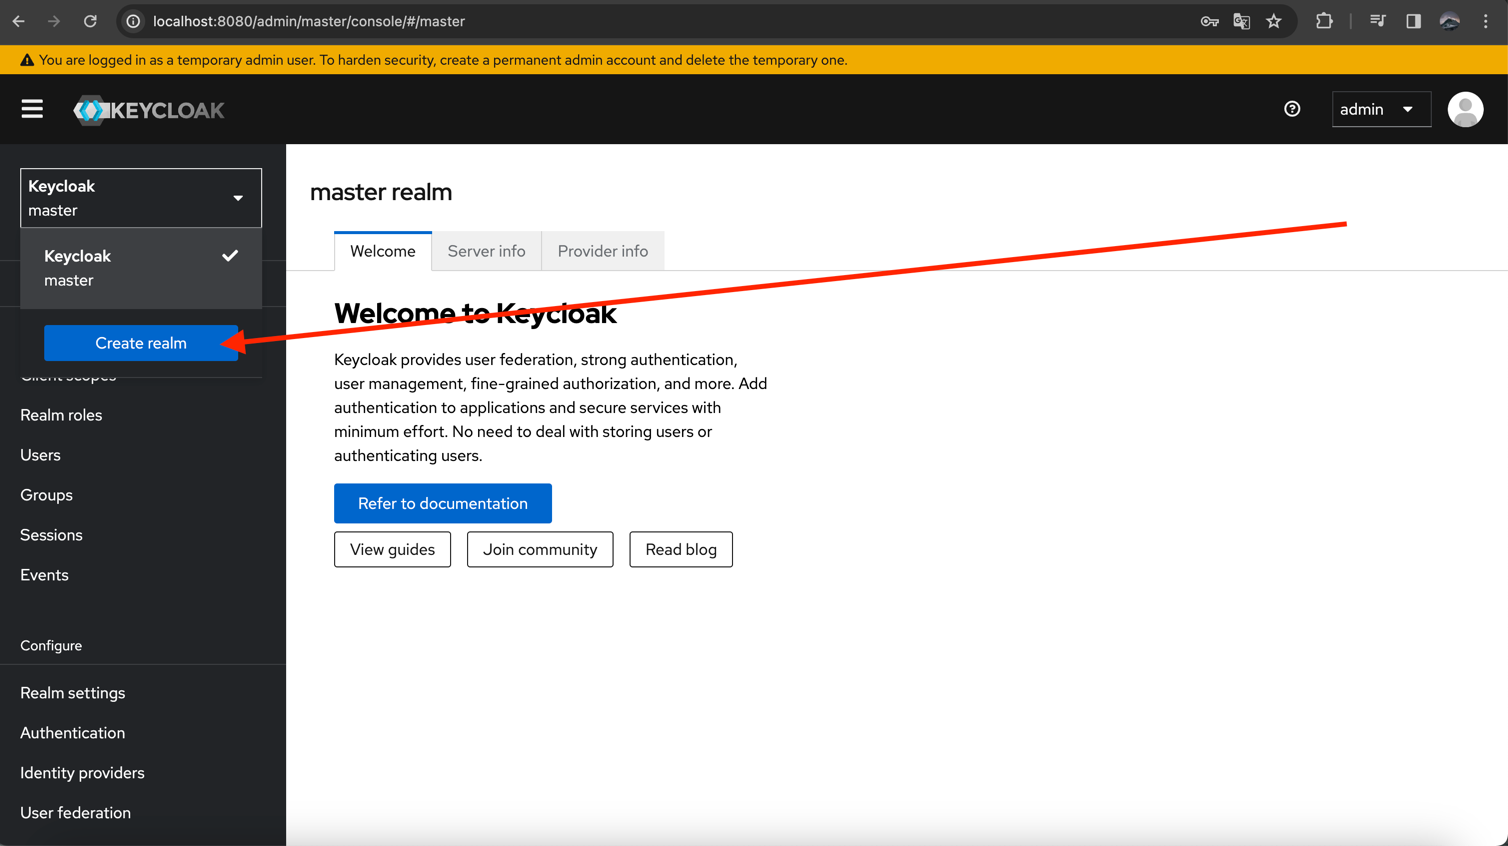 localhost:8080/admin/master/console/#/master
You are logged in as a temporary admin user. To harden security, create a permanent admin account and delete the temporary one.
KEYCLOAK
admin
Keycloak
master
Keycloak
master
Create realm
Client scopes
Realm roles
Users
Groups
Sessions
Events
Configure
Realm settings
Authentication
Identity providers
User federation
master realm
Welcome
Server info
Provider info
Welcome to Keycloak
Keycloak provides user federation, strong authentication,
user management, fine-grained authorization, and more. Add
authentication to applications and secure services with
minimum effort. No need to deal with storing users or
authenticating users.
Refer to documentation
View guides
Join community
Read blog